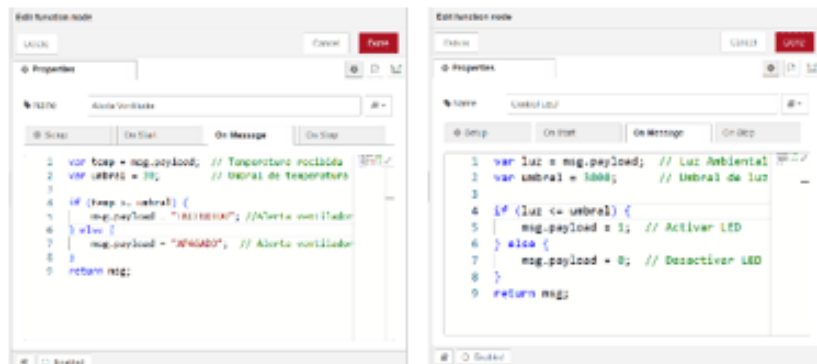 Edit function node
Delete
Cancel
Done
Properties
Name
Alerta Ventilador
Setup
On Start
On Message
On Stop
1 var temp = msg.payload; // Temperatura recibida
2 var umbral = 30; // Umbral de temperatura
3
4 if (temp >= umbral) {
5 msg.payload = "ENCENDIDO"; //Alerta ventilador
6 } else {
7 msg.payload = "APAGADO"; // Alerta ventilador
8 }
9 return msg;
Enabled
Edit function node
Delete
Cancel
Done
Properties
Name
Control LED
Setup
On Start
On Message
On Stop
1 var luz = msg.payload; // Luz Ambiental
2 var umbral = 3000; // Umbral de luz
3
4 if (luz <= umbral) {
5 msg.payload = 1; // Activar LED
6 } else {
7 msg.payload = 0; // Desactivar LED
8 }
9 return msg;
Enabled